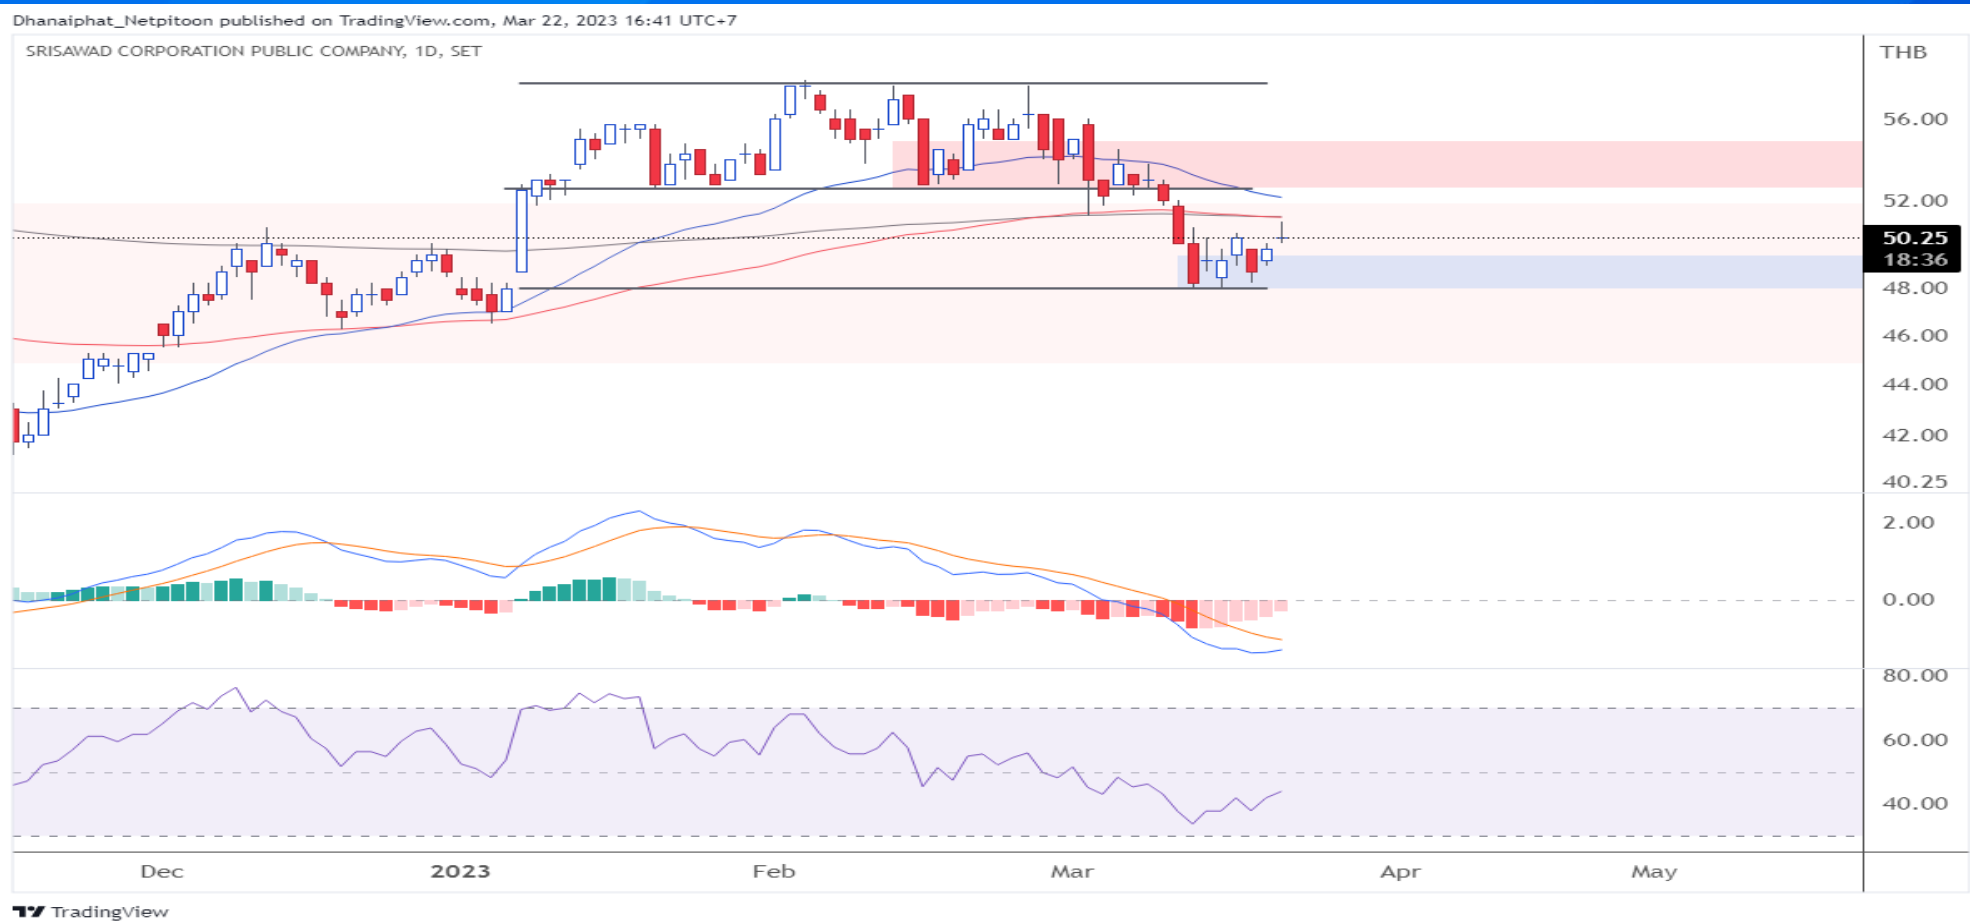 Dhanaiphat_Netpitoon published on TradingView.com, Mar 22, 2023 16:41 UTC+7
SRISAWAD CORPORATION PUBLIC COMPANY, 1D, SET
THB
56.00
52.00
50.25
18:36
48.00
46.00
44.00
42.00
40.25
2.00
0.00
80.00
60.00
40.00
Dec 2023 Feb Mar Apr May
TradingView